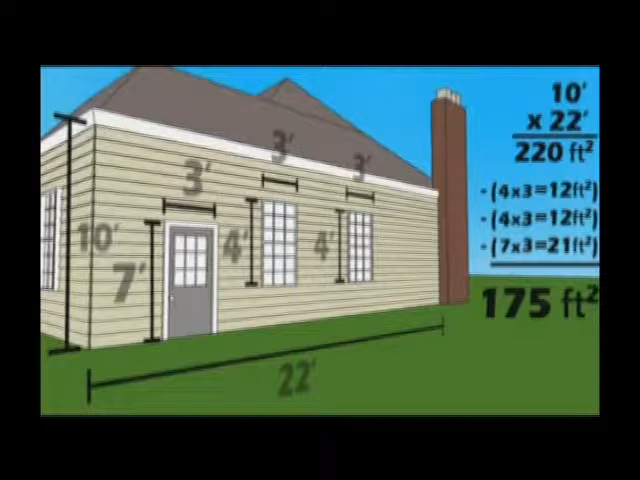 10'
x 22'
220 ft²
- (4x3=12ft²)
- (4x3=12ft²)
- (7x3=21ft²)
175 ft²
3'
3'
3'
10'
4'
4'
7'
22'